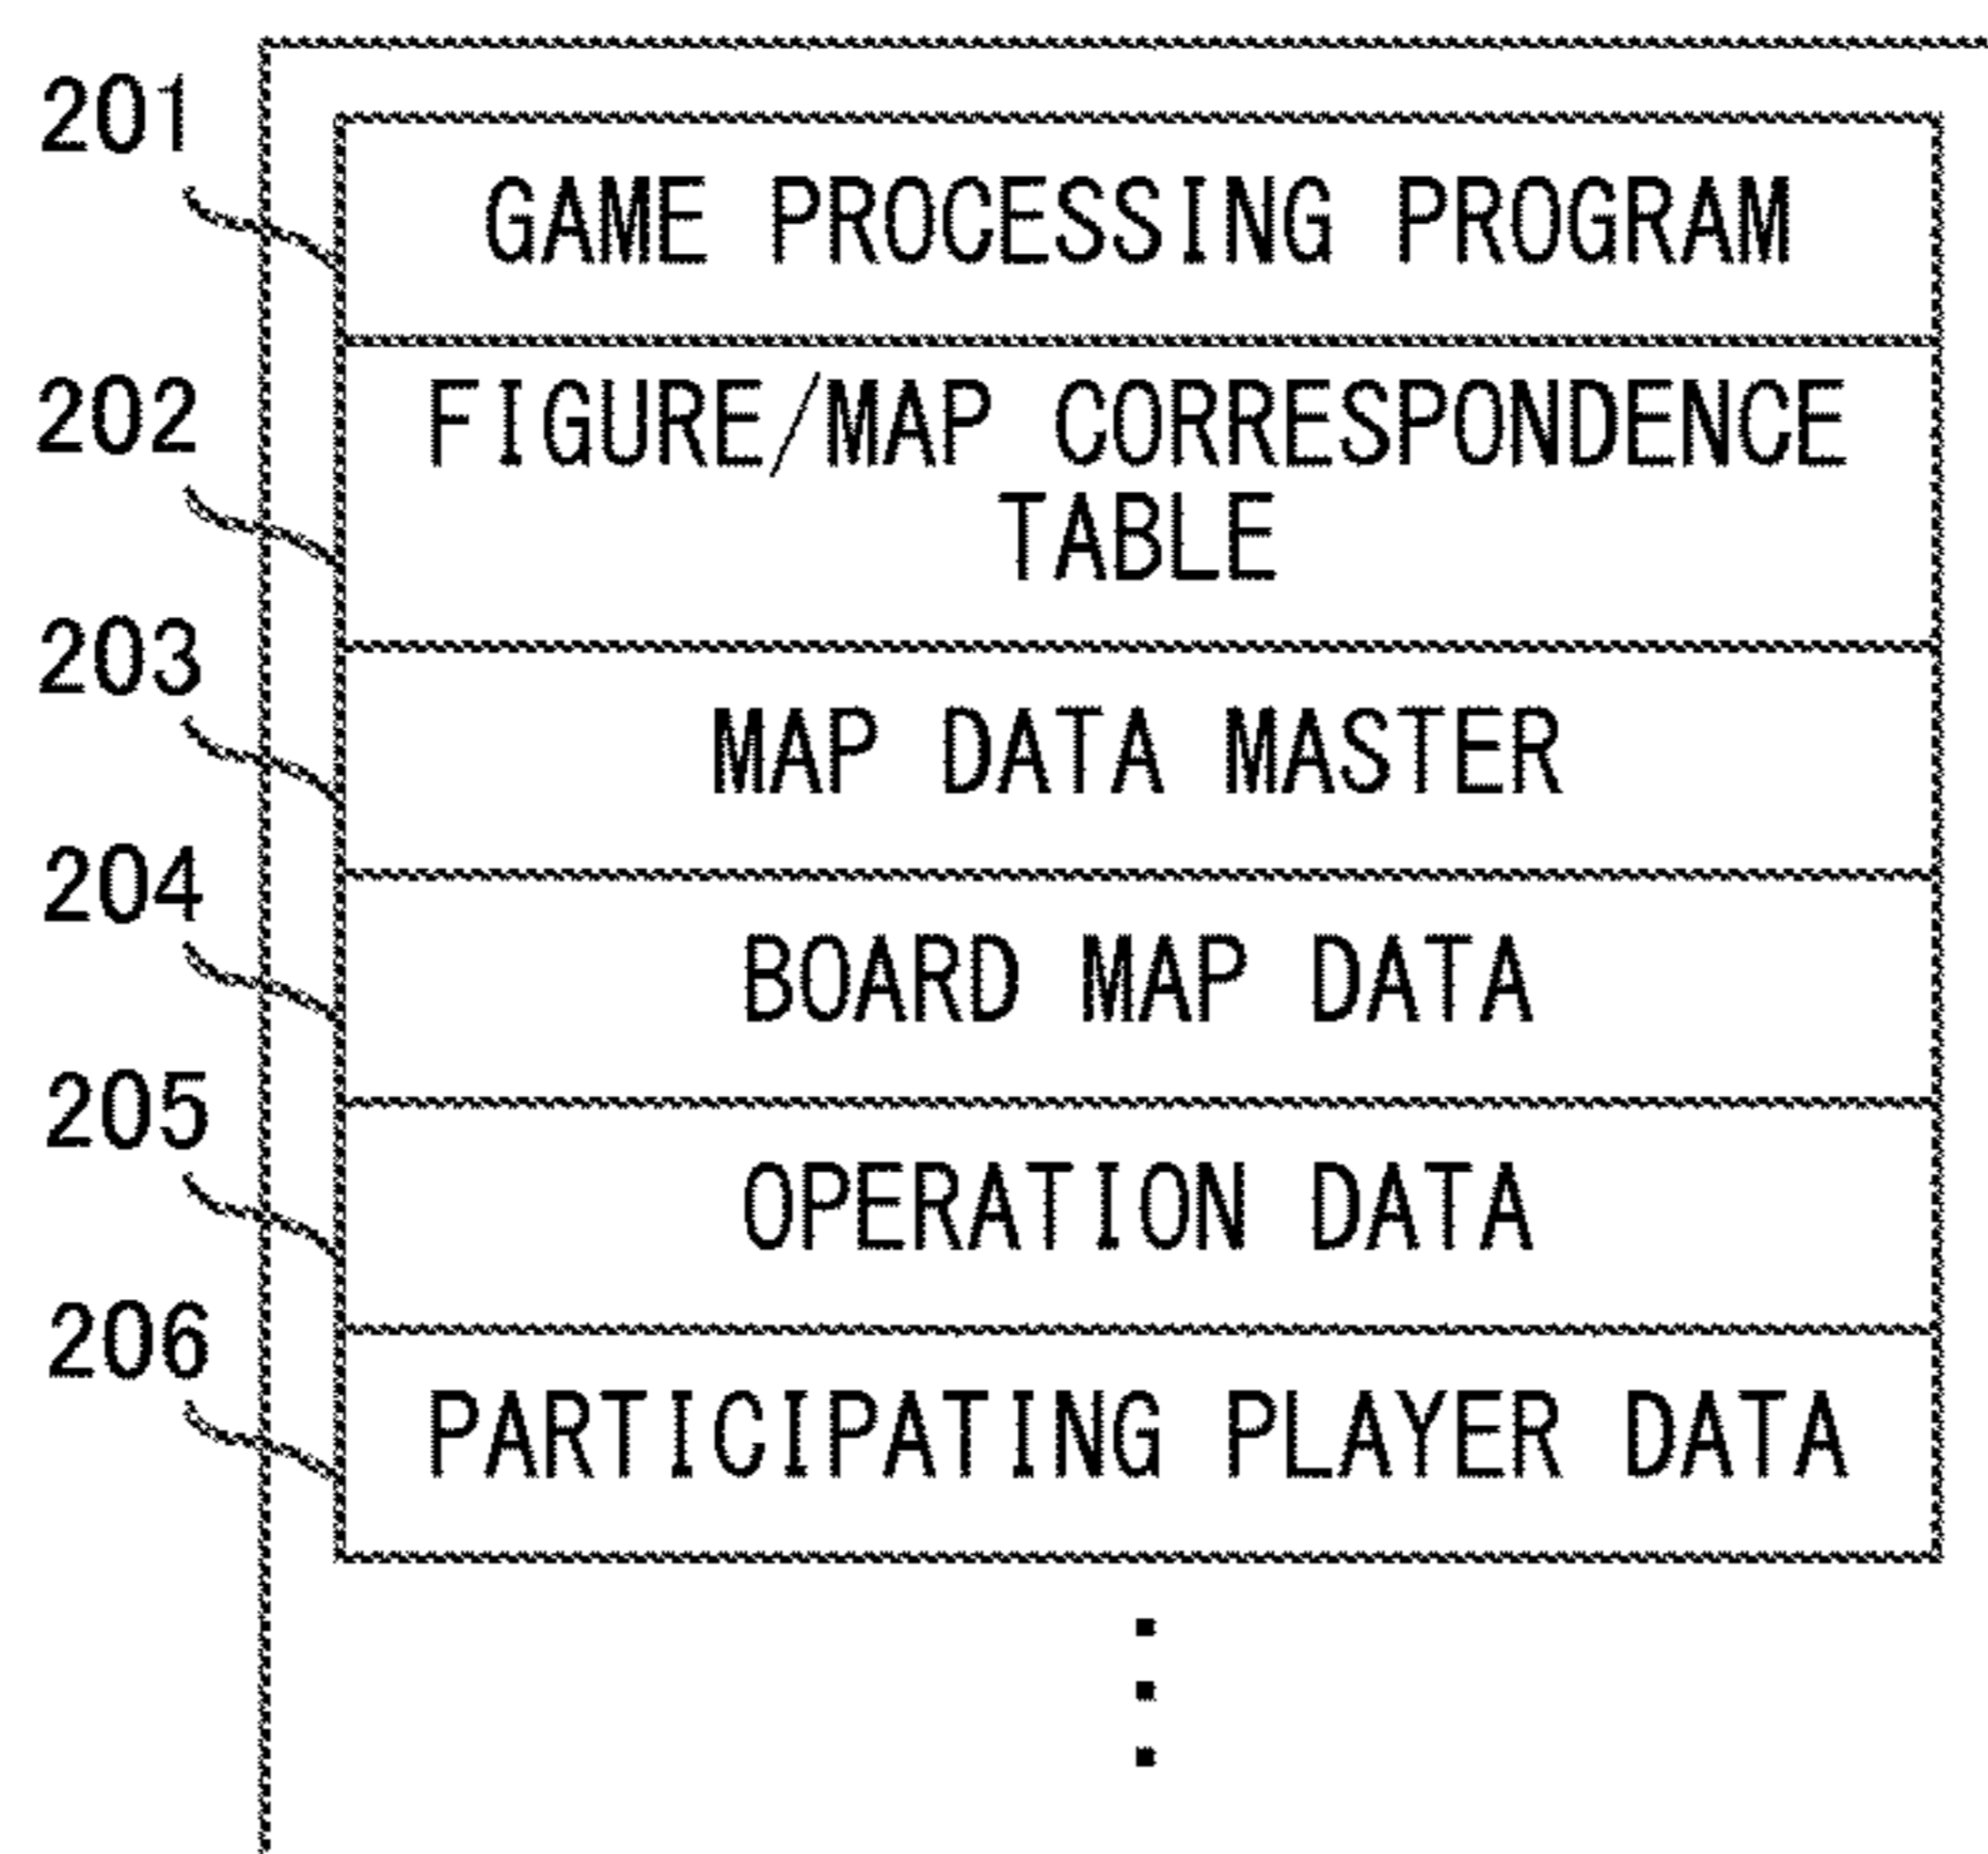 201
GAME PROCESSING PROGRAM
202
FIGURE/MAP CORRESPONDENCE
TABLE
203
MAP DATA MASTER
204
BOARD MAP DATA
205
OPERATION DATA
206
PARTICIPATING PLAYER DATA